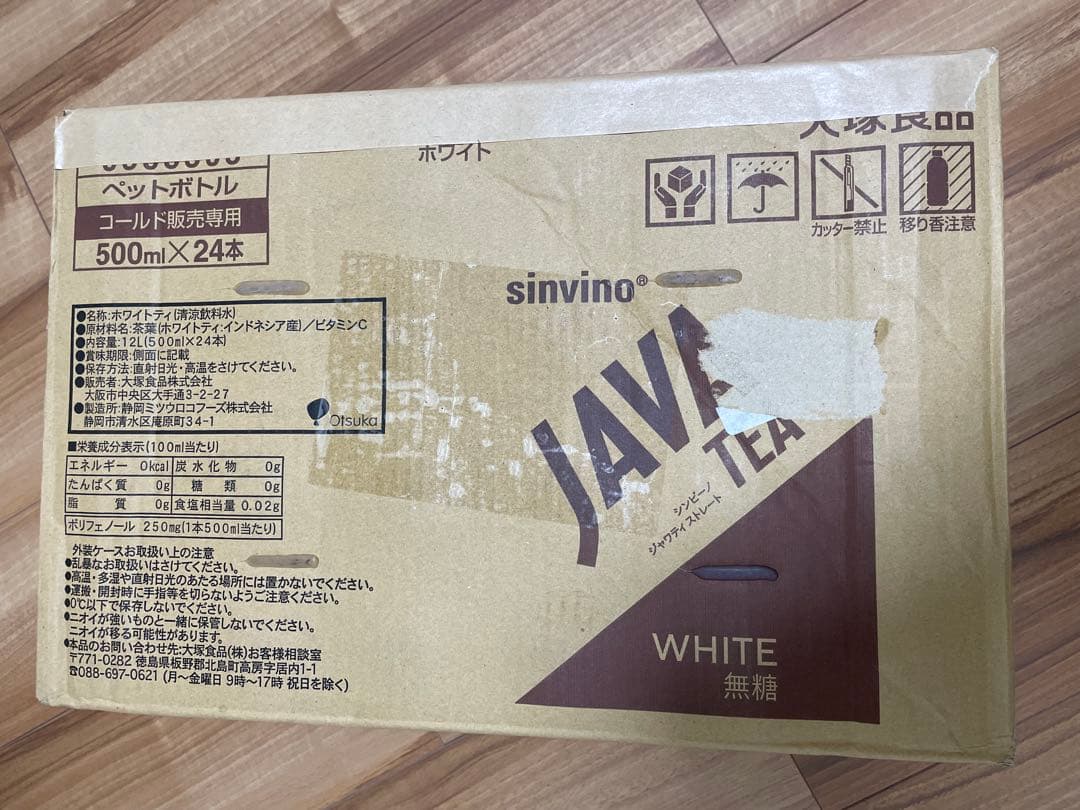 ホワイト
ペットボトル
コールド販売専用
500ml×24本
カッター禁止
移り香注意
sinvino®
JAVA
TEA
シンビーノ
ジャワティストレート
WHITE
無糖
●名称:ホワイトティ(清涼飲料水)
●原材料名:茶葉(ホワイトティ:インドネシア産)/ビタミンC
●内容量:12L(500ml×24本)
●賞味期限:側面に記載
●保存方法:直射日光・高温をさけてください。
●販売者:大塚食品株式会社
大阪市中央区大手通3-2-27
●製造所:静岡ミツウロコフーズ株式会社
静岡市清水区庵原町34-1
Otsuka
■栄養成分表示(100ml当たり)
エネルギー 0kcal 炭水化物 0g
たんぱく質 0g 糖類 0g
脂質 0g 食塩相当量 0.02g
ポリフェノール 250mg(1本500ml当たり)
外装ケースお取扱い上の注意
●乱暴なお取扱いはさけてください。
●高温・多湿や直射日光のあたる場所には置かないでください。
●運搬・開封時に手指等を切らないようご注意ください。
●0℃以下で保存しないでください。
●ニオイが強いものと一緒に保管しないでください。
ニオイが移る可能性があります。
●本品のお問い合わせ先:大塚食品(株)お客様相談室
〒771-0282 徳島県板野郡北島町高房字居内1-1
☎088-697-0621 (月～金曜日 9時～17時 祝日を除く)